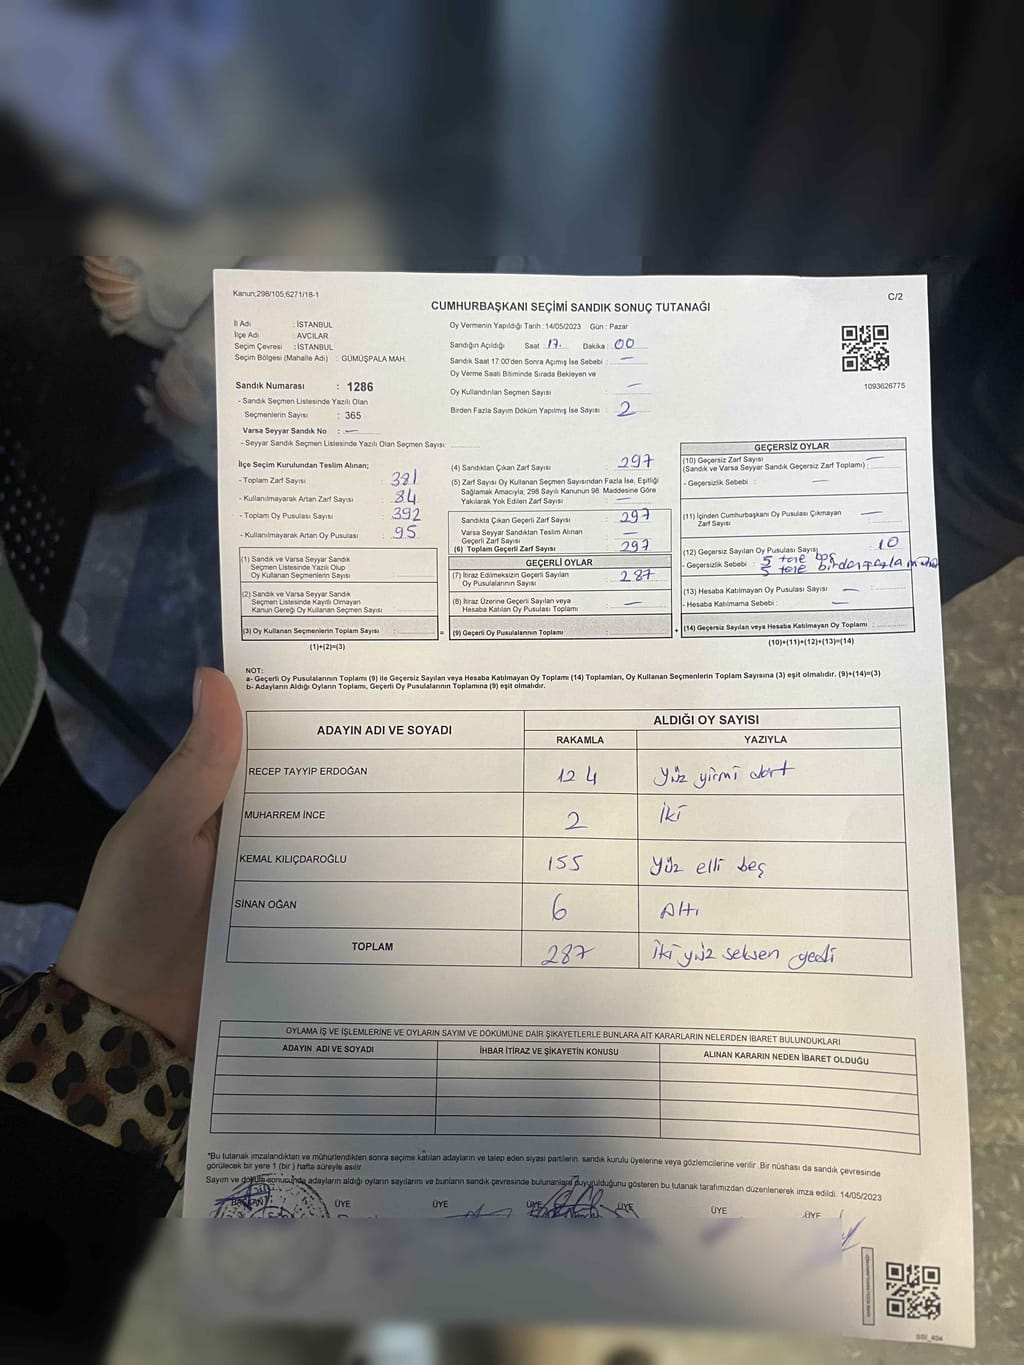 Kanun;298/105;6271/18-1
C/2
CUMHURBAŞKANI SEÇİMİ SANDIK SONUÇ TUTANAĞI
İl Adı : İSTANBUL
İlçe Adı : AVCILAR
Seçim Çevresi : İSTANBUL
Seçim Bölgesi (Mahalle Adı) : GÜMÜŞPALA MAH.
Sandık Numarası : 1286
- Sandık Seçmen Listesinde Yazılı Olan
Seçmenlerin Sayısı : 365
Varsa Seyyar Sandık No : —
- Seyyar Sandık Seçmen Listesinde Yazılı Olan Seçmen Sayısı:
Oy Vermenin Yapıldığı Tarih : 14/05/2023 Gün : Pazar
Sandığın Açıldığı Saat : 17. Dakika : 00
Sandık Saat 17:00'den Sonra Açımış İse Sebebi : —
Oy Verme Saati Bitiminde Sırada Bekleyen ve
Oy Kullandırılan Seçmen Sayısı : —
Birden Fazla Sayım Döküm Yapılmış İse Sayısı : 2
1093626775
İlçe Seçim Kurulundan Teslim Alınan;
- Toplam Zarf Sayısı : 381
- Kullanılmayarak Artan Zarf Sayısı : 84
- Toplam Oy Pusulası Sayısı : 392
- Kullanılmayarak Artan Oy Pusulası : 95
(1) Sandık ve Varsa Seyyar Sandık
Seçmen Listesinde Yazılı Olup
Oy Kullanan Seçmenlerin Sayısı :
(2) Sandık ve Varsa Seyyar Sandık
Seçmen Listesinde Kayıtlı Olmayan
Kanun Gereği Oy Kullanan Seçmen Sayısı :
(3) Oy Kullanan Seçmenlerin Toplam Sayısı :
(1)+(2)=(3)
(4) Sandıktan Çıkan Zarf Sayısı : 297
(5) Zarf Sayısı Oy Kullanan Seçmen Sayısından Fazla İse, Eşitliği
Sağlamak Amacıyla, 298 Sayılı Kanunun 98. Maddesine Göre
Yakılarak Yok Edilen Zarf Sayısı : —
Sandıkta Çıkan Geçerli Zarf Sayısı : 297
Varsa Seyyar Sandıktan Teslim Alınan
Geçerli Zarf Sayısı : —
(6) Toplam Geçerli Zarf Sayısı : 297
GEÇERLİ OYLAR
(7) İtiraz Edilmeksizin Geçerli Sayılan
Oy Pusulalarının Sayısı : 287
(8) İtiraz Üzerine Geçerli Sayılan veya
Hesaba Katılan Oy Pusulası Toplamı : —
= (9) Geçerli Oy Pusulalarının Toplamı :
GEÇERSİZ OYLAR
(10) Geçersiz Zarf Sayısı : —
(Sandık ve Varsa Seyyar Sandık Geçersiz Zarf Toplamı) :
- Geçersizlik Sebebi : —
(11) İçinden Cumhurbaşkanı Oy Pusulası Çıkmayan
Zarf Sayısı : —
(12) Geçersiz Sayılan Oy Pusulası Sayısı : 10
- Geçersizlik Sebebi : 5 tane boş
5 tane birden fazla mühür
(13) Hesaba Katılmayan Oy Pusulası Sayısı : —
- Hesaba Katılmama Sebebi : —
+ (14) Geçersiz Sayılan veya Hesaba Katılmayan Oy Toplamı :
(10)+(11)+(12)+(13)=(14)
NOT:
a- Geçerli Oy Pusulalarının Toplamı (9) ile Geçersiz Sayılan veya Hesaba Katılmayan Oy Toplamı (14) Toplamları, Oy Kullanan Seçmenlerin Toplam Sayısına (3) eşit olmalıdır. (9)+(14)=(3)
b- Adayların Aldığı Oyların Toplamı, Geçerli Oy Pusulalarının Toplamına (9) eşit olmalıdır.
ADAYIN ADI VE SOYADI
ALDIĞI OY SAYISI
RAKAMLA YAZIYLA
RECEP TAYYİP ERDOĞAN 124 Yüz yirmi dört
MUHARREM İNCE 2 İki
KEMAL KILIÇDAROĞLU 155 Yüz elli beş
SİNAN OĞAN 6 Altı
TOPLAM 287 İki yüz seksen yedi
OYLAMA İŞ VE İŞLEMLERİNE VE OYLARIN SAYIM VE DÖKÜMÜNE DAİR ŞİKAYETLERLE BUNLARA AİT KARARLARIN NELERDEN İBARET BULUNDUKLARI
ADAYIN ADI VE SOYADI İHBAR İTİRAZ VE ŞİKAYETİN KONUSU ALINAN KARARIN NEDEN İBARET OLDUĞU
*Bu tutanak imzalandıktan ve mühürlendikten sonra seçime katılan adayların ve talep eden siyasi partilerin sandık kurulu üyelerine veya gözlemcilerine verilir .Bir nüshası da sandık çevresinde
görülecek bir yere 1 (bir ) hafta süreyle asılır.
Sayım ve döküm sonucunda adayların aldığı oyların sayılarını ve bunların sandık çevresinde bulunanlara duyurulduğunu gösteren bu tutanak tarafımızdan düzenlenerek imza edildi. 14/05/2023
BAŞKAN ÜYE ÜYE ÜYE ÜYE ÜYE ÜYE